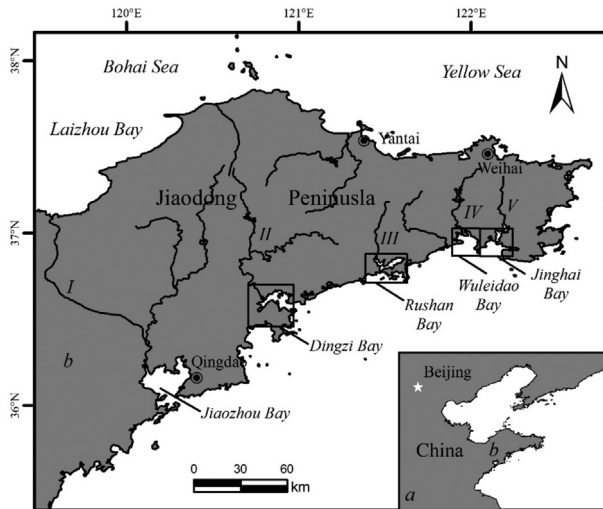 120°E 121°E 122°E
38°N
37°N
36°N
Bohai Sea
Yellow Sea
N
Laizhou Bay
Yantai
Weihai
Jiaodong Peninusla
I
II
III
IV
V
Wuleidao
Bay
Jinghai
Bay
Rushan
Bay
Dingzi Bay
b
Qingdao
Jiaozhou Bay
0 30 60
km
Beijing
China
b
a